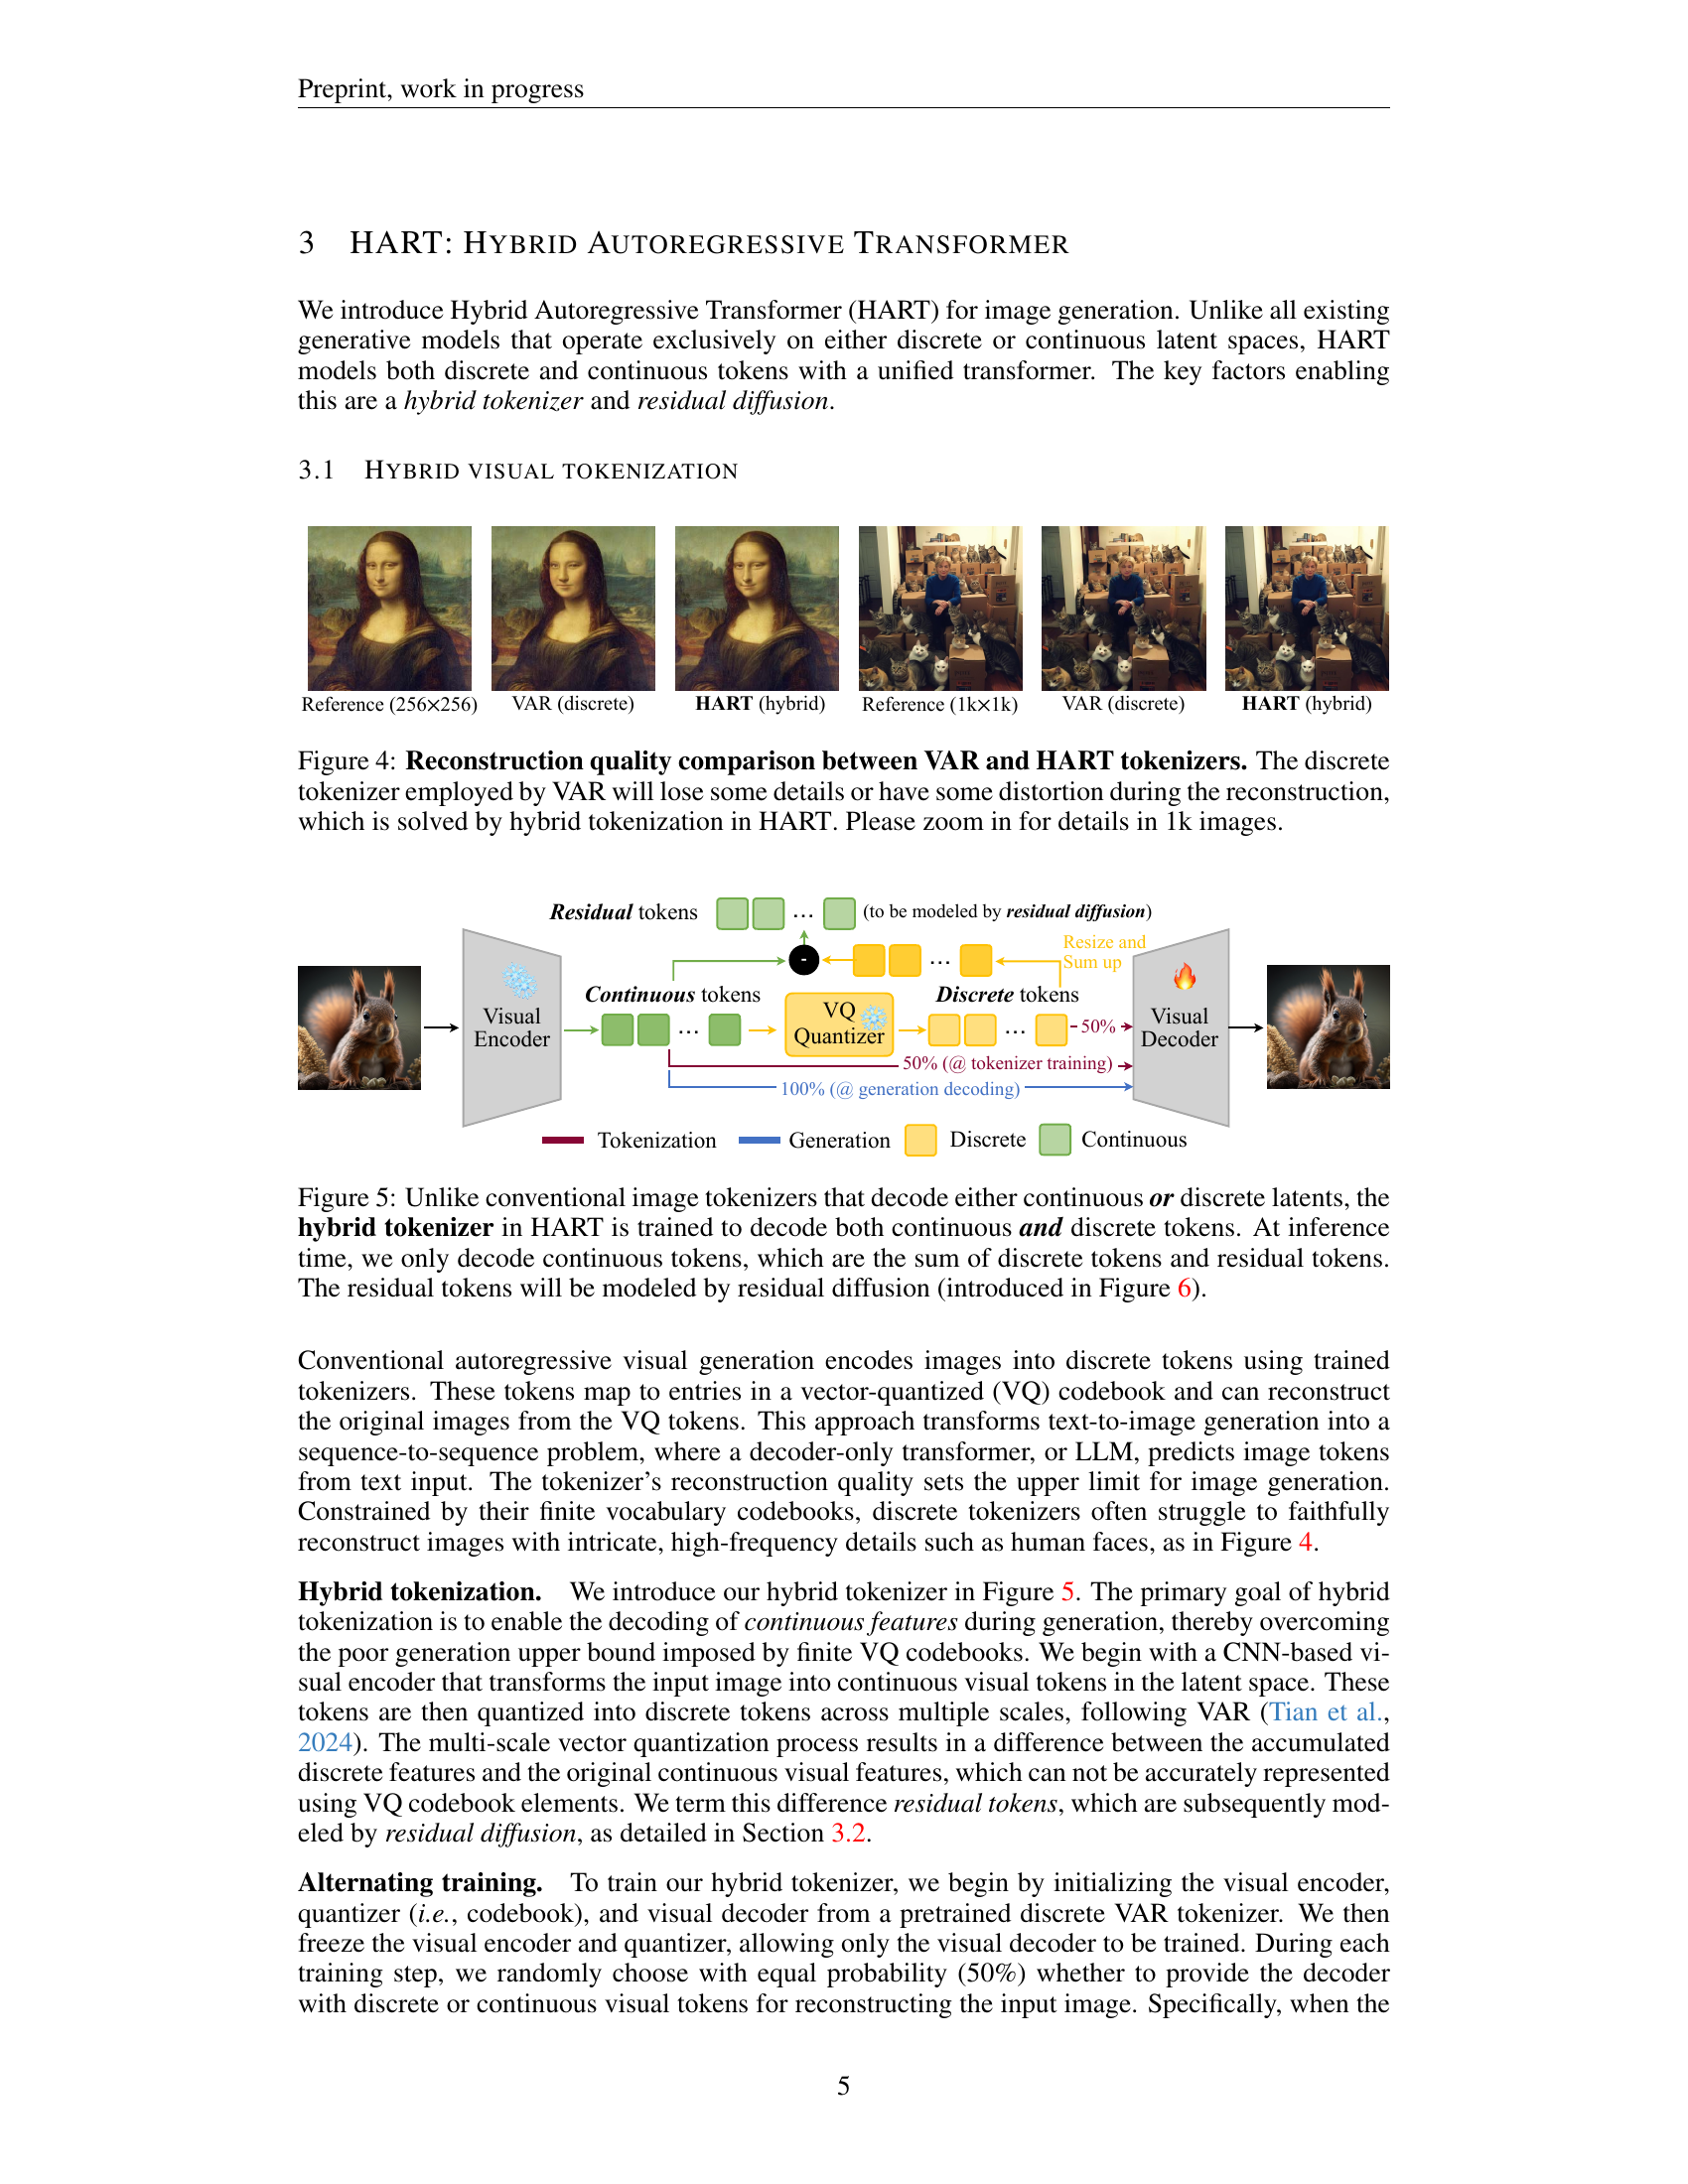 Preprint, work in progress
3 HART: HYBRID AUTOREGRESSIVE TRANSFORMER
We introduce Hybrid Autoregressive Transformer (HART) for image generation. Unlike all existing
generative models that operate exclusively on either discrete or continuous latent spaces, HART
models both discrete and continuous tokens with a unified transformer. The key factors enabling
this are a hybrid tokenizer and residual diffusion.
3.1 HYBRID VISUAL TOKENIZATION
Reference (256×256) VAR (discrete) HART (hybrid) Reference (1k×1k) VAR (discrete) HART (hybrid)
Figure 4: Reconstruction quality comparison between VAR and HART tokenizers. The discrete
tokenizer employed by VAR will lose some details or have some distortion during the reconstruction,
which is solved by hybrid tokenization in HART. Please zoom in for details in 1k images.
Residual tokens ... (to be modeled by residual diffusion)
- ... Resize and
Sum up
Continuous tokens Discrete tokens
Visual
Encoder
...
VQ
Quantizer
...
50%
Visual
Decoder
50% (@ tokenizer training)
100% (@ generation decoding)
Tokenization Generation Discrete Continuous
Figure 5: Unlike conventional image tokenizers that decode either continuous or discrete latents, the
hybrid tokenizer in HART is trained to decode both continuous and discrete tokens. At inference
time, we only decode continuous tokens, which are the sum of discrete tokens and residual tokens.
The residual tokens will be modeled by residual diffusion (introduced in Figure 6).
Conventional autoregressive visual generation encodes images into discrete tokens using trained
tokenizers. These tokens map to entries in a vector-quantized (VQ) codebook and can reconstruct
the original images from the VQ tokens. This approach transforms text-to-image generation into a
sequence-to-sequence problem, where a decoder-only transformer, or LLM, predicts image tokens
from text input. The tokenizer's reconstruction quality sets the upper limit for image generation.
Constrained by their finite vocabulary codebooks, discrete tokenizers often struggle to faithfully
reconstruct images with intricate, high-frequency details such as human faces, as in Figure 4.
Hybrid tokenization. We introduce our hybrid tokenizer in Figure 5. The primary goal of hybrid
tokenization is to enable the decoding of continuous features during generation, thereby overcoming
the poor generation upper bound imposed by finite VQ codebooks. We begin with a CNN-based vi-
sual encoder that transforms the input image into continuous visual tokens in the latent space. These
tokens are then quantized into discrete tokens across multiple scales, following VAR (Tian et al.,
2024). The multi-scale vector quantization process results in a difference between the accumulated
discrete features and the original continuous visual features, which can not be accurately represented
using VQ codebook elements. We term this difference residual tokens, which are subsequently mod-
eled by residual diffusion, as detailed in Section 3.2.
Alternating training. To train our hybrid tokenizer, we begin by initializing the visual encoder,
quantizer (i.e., codebook), and visual decoder from a pretrained discrete VAR tokenizer. We then
freeze the visual encoder and quantizer, allowing only the visual decoder to be trained. During each
training step, we randomly choose with equal probability (50%) whether to provide the decoder
with discrete or continuous visual tokens for reconstructing the input image. Specifically, when the
5